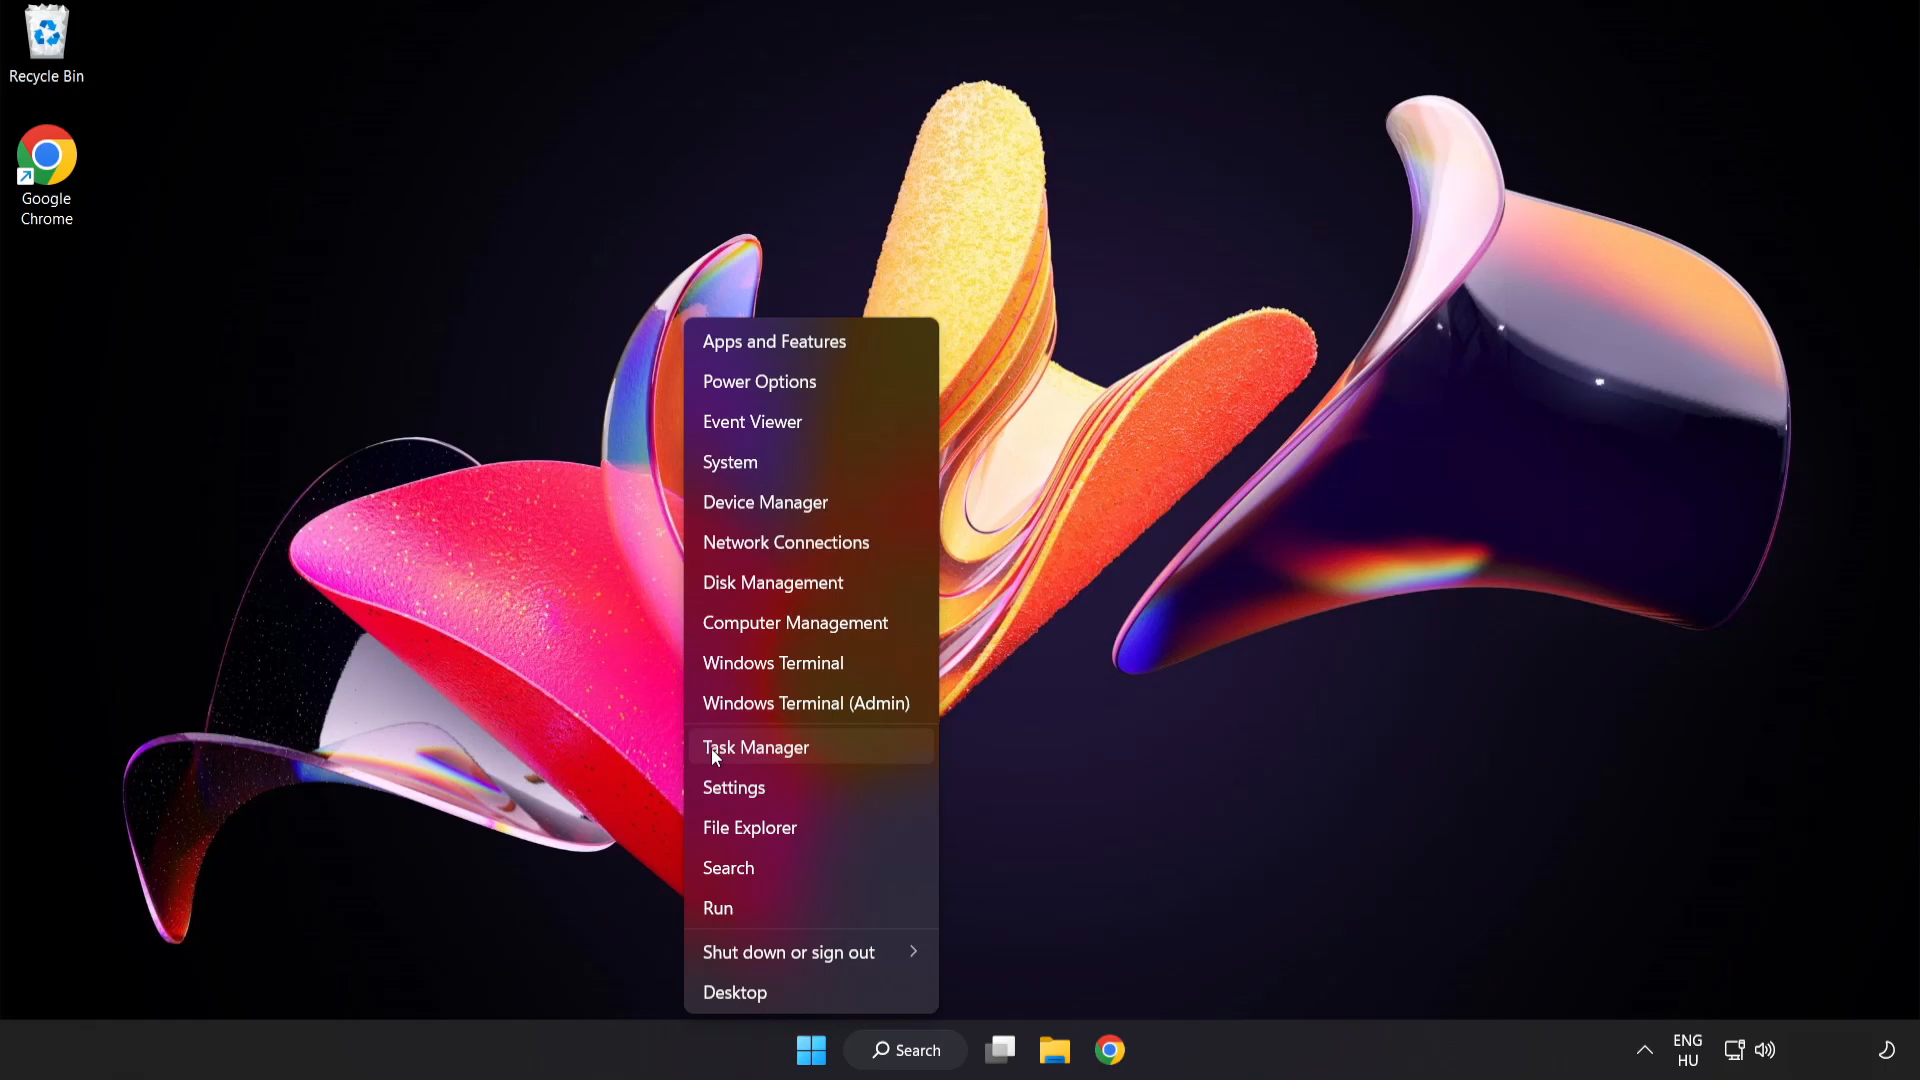 Recycle Bin
Google
Chrome
Apps and Features
Power Options
Event Viewer
System
Device Manager
Network Connections
Disk Management
Computer Management
Windows Terminal
Windows Terminal (Admin)
Task Manager
Settings
File Explorer
Search
Run
Shut down or sign out
Desktop
Search
ENG
HU